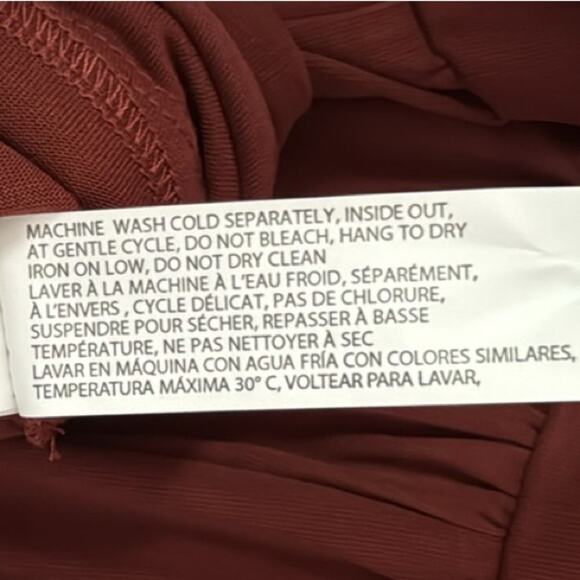 MACHINE WASH COLD SEPARATELY, INSIDE OUT,
AT GENTLE CYCLE, DO NOT BLEACH, HANG TO DRY
IRON ON LOW, DO NOT DRY CLEAN
LAVER À LA MACHINE À L'EAU FROID, SÉPARÉMENT,
À L'ENVERS , CYCLE DÉLICAT, PAS DE CHLORURE,
SUSPENDRE POUR SÉCHER, REPASSER À BASSE
TEMPÉRATURE, NE PAS NETTOYER À SEC
LAVAR EN MÁQUINA CON AGUA FRÍA CON COLORES SIMILARES,
TEMPERATURA MÁXIMA 30° C, VOLTEAR PARA LAVAR,